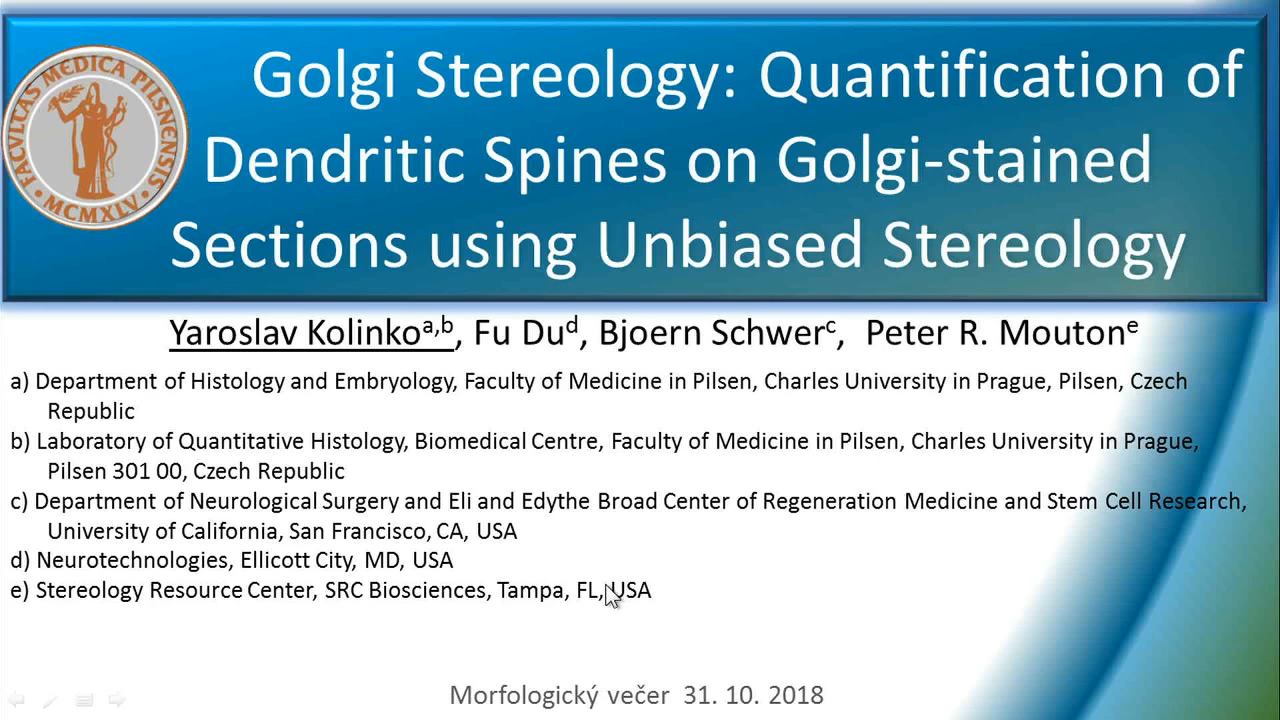 FACVLTAS MEDICA PILSNENSIS
• MCMXLV •
Golgi Stereology: Quantification of
Dendritic Spines on Golgi-stained
Sections using Unbiased Stereology
Yaroslav Kolinkoa,b, Fu Dud, Bjoern Schwerc, Peter R. Moutone
a) Department of Histology and Embryology, Faculty of Medicine in Pilsen, Charles University in Prague, Pilsen, Czech
Republic
b) Laboratory of Quantitative Histology, Biomedical Centre, Faculty of Medicine in Pilsen, Charles University in Prague,
Pilsen 301 00, Czech Republic
c) Department of Neurological Surgery and Eli and Edythe Broad Center of Regeneration Medicine and Stem Cell Research,
University of California, San Francisco, CA, USA
d) Neurotechnologies, Ellicott City, MD, USA
e) Stereology Resource Center, SRC Biosciences, Tampa, FL, USA
Morfologický večer 31. 10. 2018